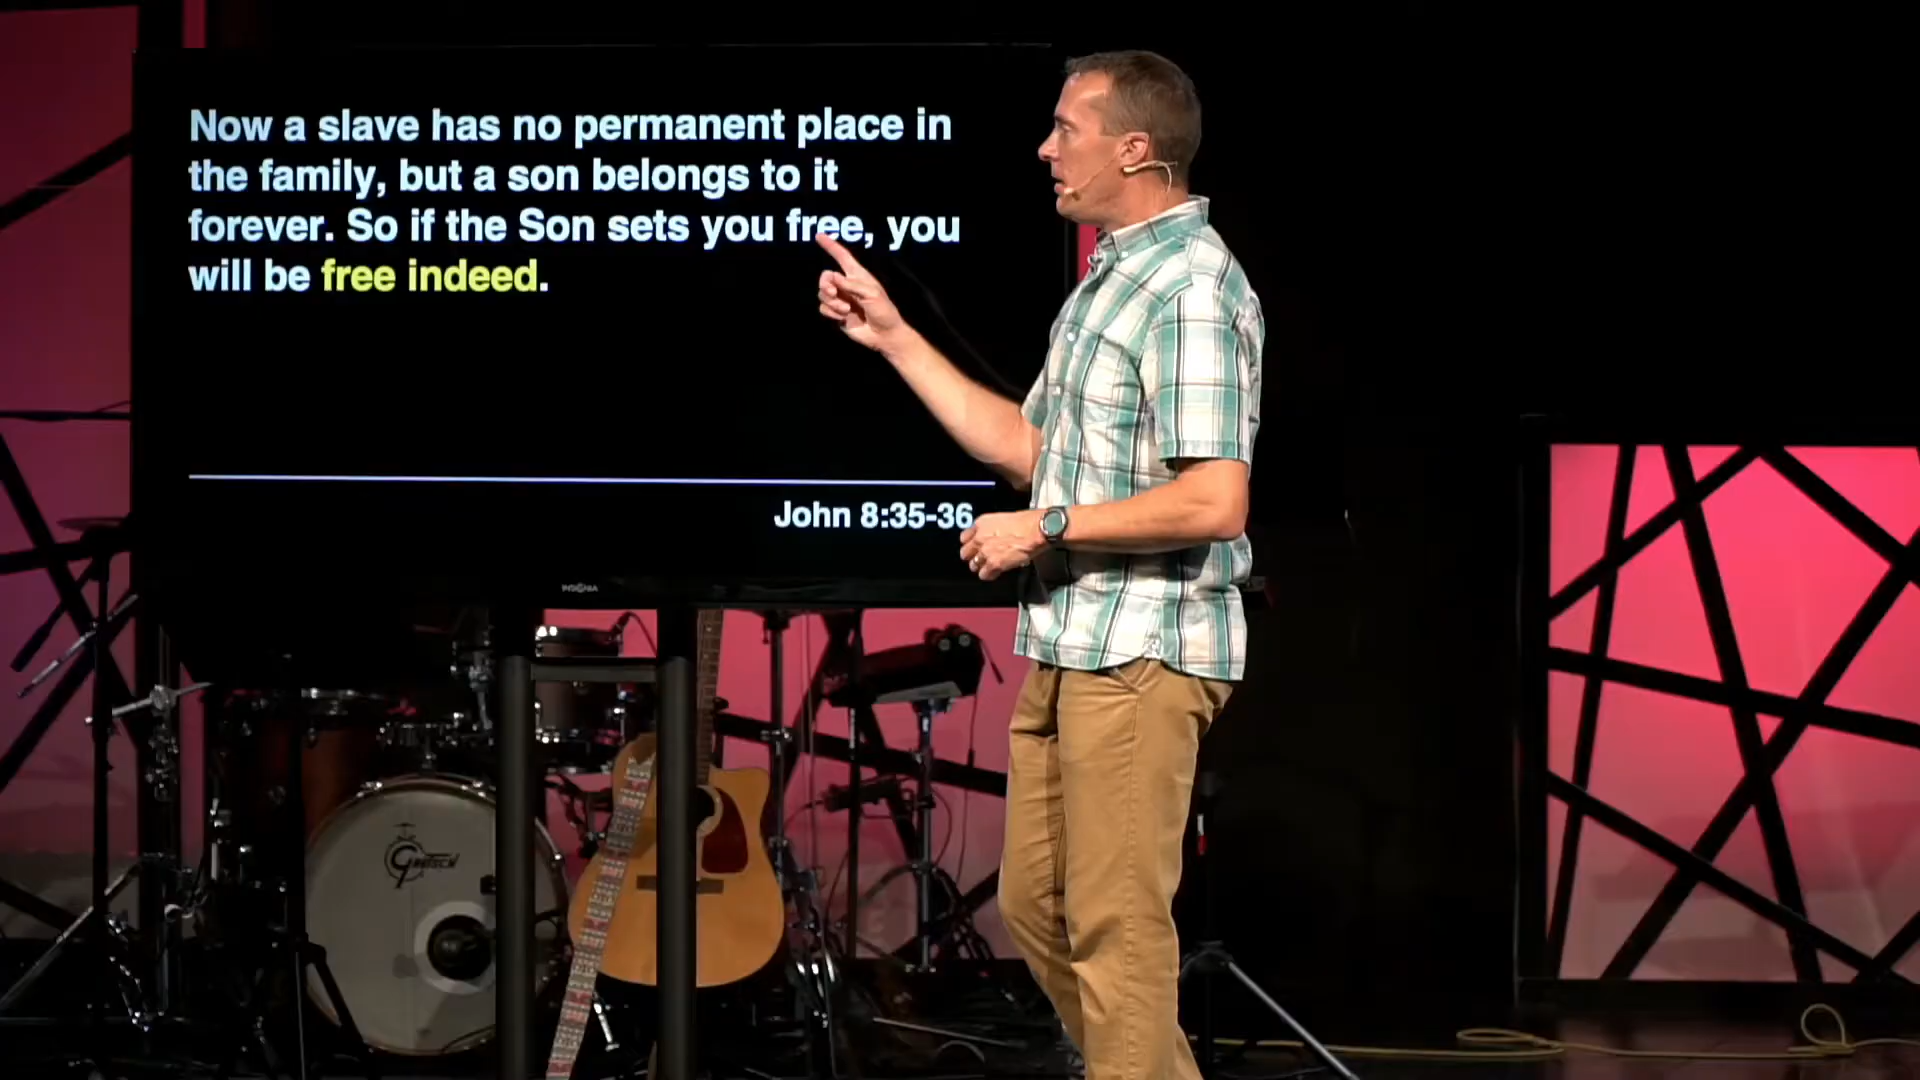 Now a slave has no permanent place in
the family, but a son belongs to it
forever. So if the Son sets you free, you
will be free indeed.
John 8:35-36
INSIGNIA
GRETSCH